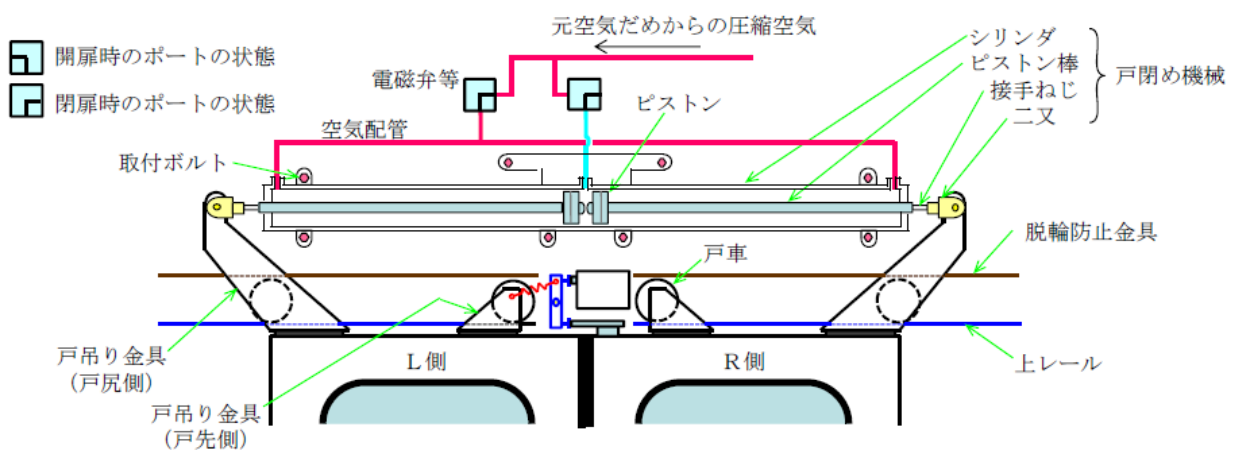 元空気だめからの圧縮空気
開扉時のポートの状態
閉扉時のポートの状態
電磁弁等
ピストン
シリンダ
ピストン棒
接手ねじ
二又
戸閉め機械
空気配管
取付ボルト
脱輪防止金具
戸車
戸吊り金具
（戸尻側）
L側
R側
上レール
戸吊り金具
（戸先側）